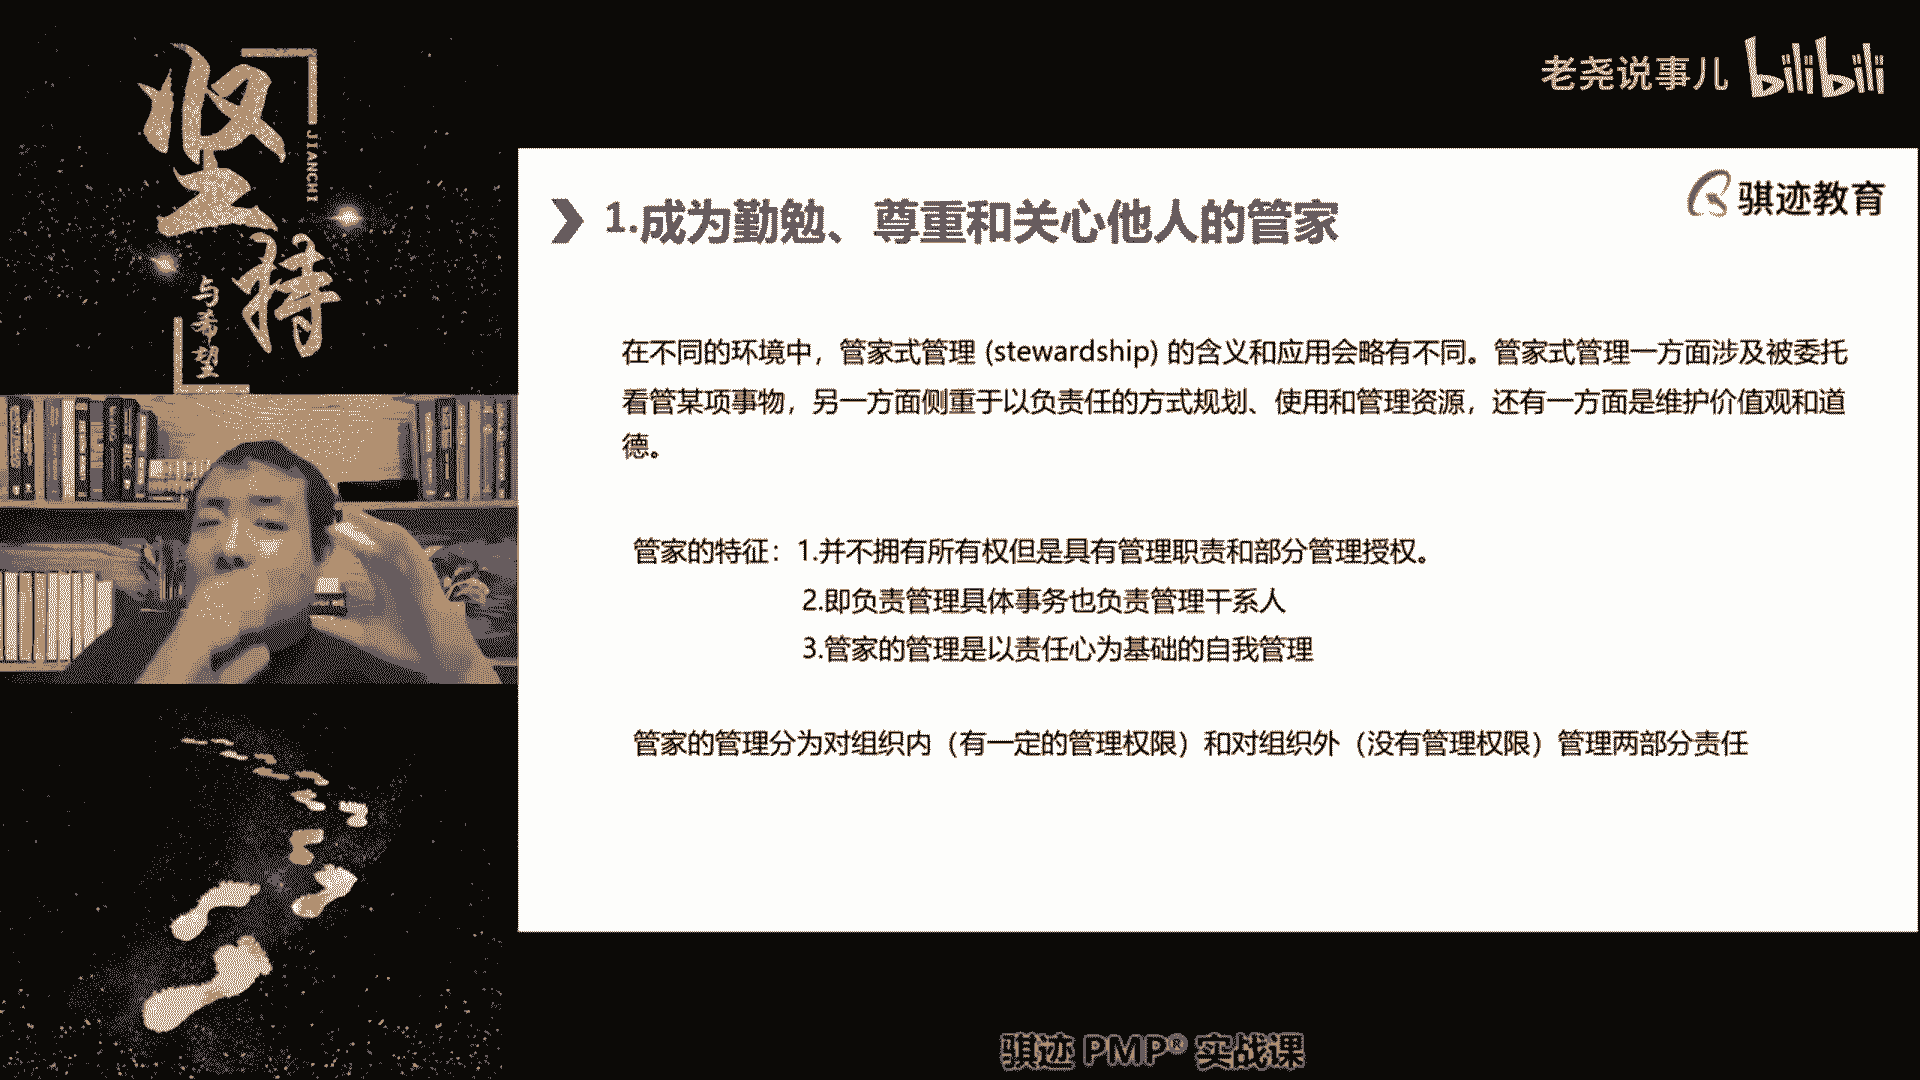 坚持
JIANCHI
与希望
老尧说事儿 bilibili
骐迹教育
1.成为勤勉、尊重和关心他人的管家
在不同的环境中，管家式管理 (stewardship) 的含义和应用会略有不同。管家式管理一方面涉及被委托
看管某项事物，另一方面侧重于以负责任的方式规划、使用和管理资源，还有一方面是维护价值观和道
德。
管家的特征：1.并不拥有所有权但是具有管理职责和部分管理授权。
2.即负责管理具体事务也负责管理干系人
3.管家的管理是以责任心为基础的自我管理
管家的管理分为对组织内（有一定的管理权限）和对组织外（没有管理权限）管理两部分责任
骐迹 PMP® 实战课